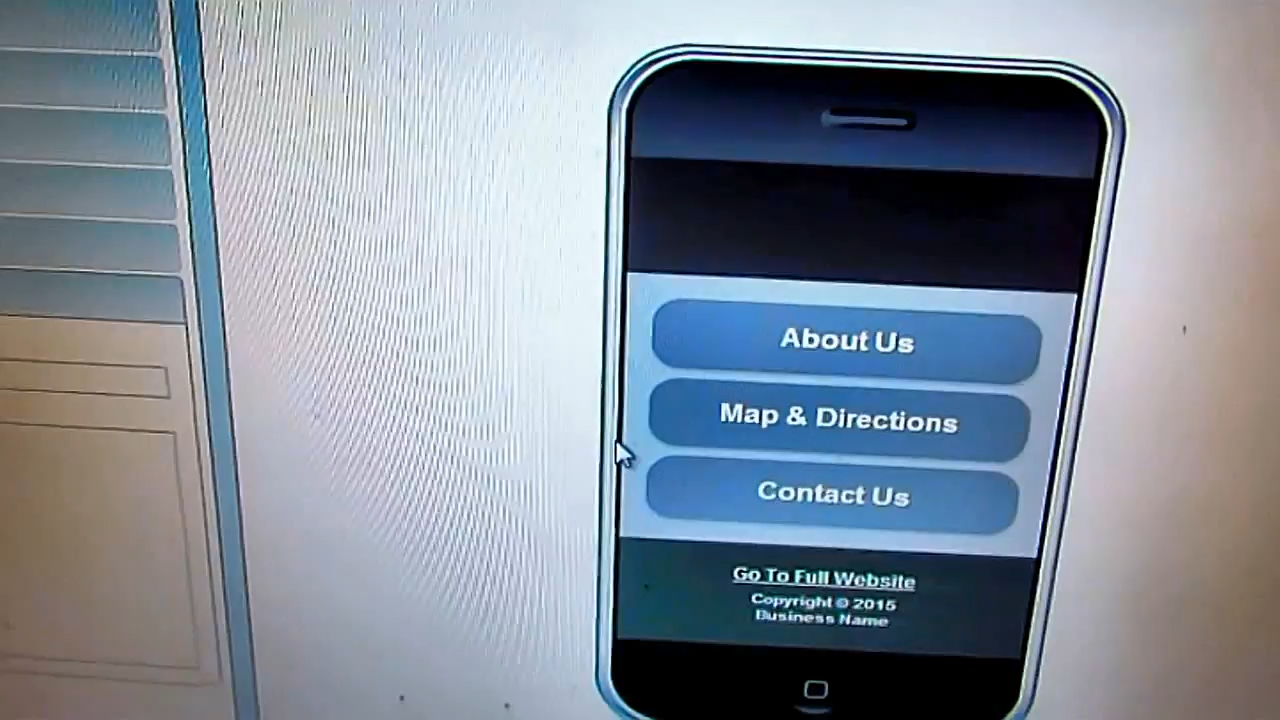 About Us
Map & Directions
Contact Us
Go To Full Website
Copyright © 2015
Business Name